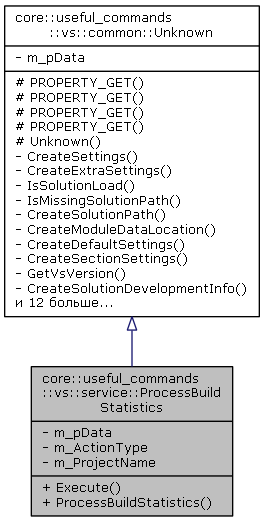 core::useful_commands
::vs::common::Unknown
- m_pData
# PROPERTY_GET()
# PROPERTY_GET()
# PROPERTY_GET()
# PROPERTY_GET()
# Unknown()
- CreateSettings()
- CreateExtraSettings()
- IsSolutionLoad()
- IsMissingSolutionPath()
- CreateSolutionPath()
- CreateModuleDataLocation()
- CreateDefaultSettings()
- CreateSectionSettings()
- GetVsVersion()
- CreateSolutionDevelopmentInfo()
и 12 больше...
core::useful_commands
::vs::service::ProcessBuild
Statistics
- m_pData
- m_ActionType
- m_ProjectName
+ Execute()
+ ProcessBuildStatistics()